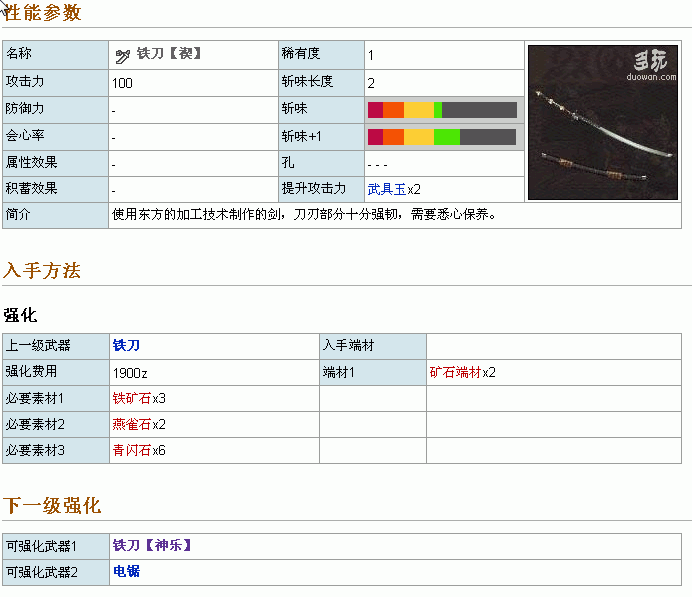 性能参数
名称 铁刀【禊】 稀有度 1
攻击力 100 斩味长度 2
防御力 - 斩味
会心率 - 斩味+1
属性效果 - 孔 - - -
积蓄效果 - 提升攻击力 武具玉x2
多玩
duowan.com
简介 使用东方的加工技术制作的剑，刀刃部分十分强韧，需要悉心保养。
入手方法
强化
上一级武器 铁刀 入手端材
强化费用 1900z 端材1 矿石端材x2
必要素材1 铁矿石x3
必要素材2 燕雀石x2
必要素材3 青闪石x6
下一级强化
可强化武器1 铁刀【神乐】
可强化武器2 电锯